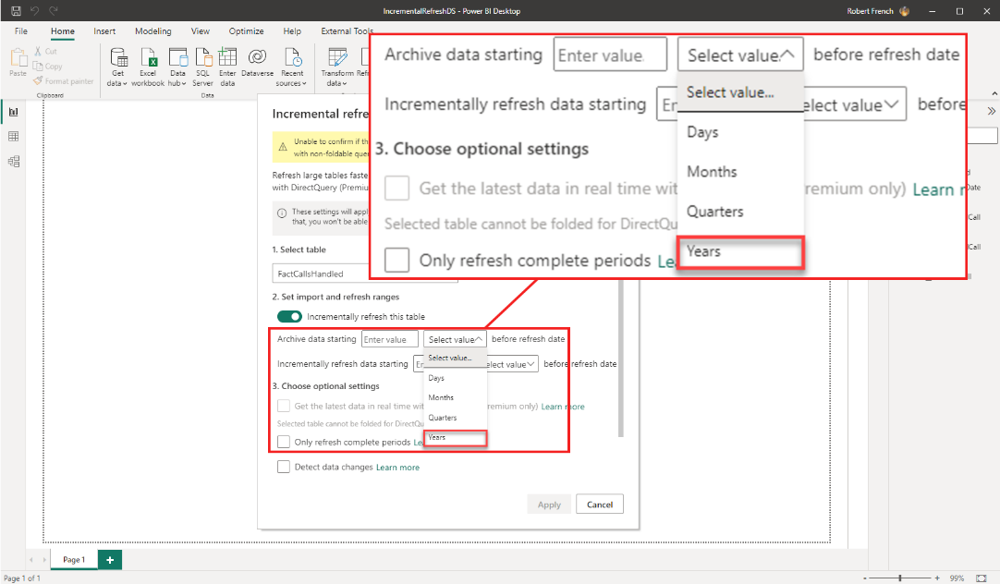 IncrementalRefreshDS - Power BI Desktop
Robert French
File Home Insert Modeling View Optimize Help External Tools
Paste
Cut
Copy
Format painter
Clipboard
Get data
Excel workbook
Data hub
SQL Server
Enter data
Dataverse
Recent sources
Data
Transform data
Refr
Archive data starting Enter value Select value before refresh date
Select value...
Incrementally refresh data starting En elect value before
Days
3. Choose optional settings
Months
Get the latest data in real time wit remium only) Learn r
Quarters
Selected table cannot be folded for DirectQu
Years
Only refresh complete periods Le
Incremental refre
Unable to confirm if th
with non-foldable quer
Refresh large tables faste
with DirectQuery (Premiu
These settings will appl
that, you won't be able
1. Select table
FactCallsHandled
2. Set import and refresh ranges
Incrementally refresh this table
Archive data starting Enter value Select value before refresh date
Select value...
Incrementally refresh data starting En elect value before refresh date
Days
3. Choose optional settings
Months
Get the latest data in real time wit remium only) Learn more
Quarters
Selected table cannot be folded for DirectQu
Years
Only refresh complete periods Le
Detect data changes Learn more
Apply Cancel
d
Date
Call
Call
ll
Page 1 +
Page 1 of 1
- + 99%